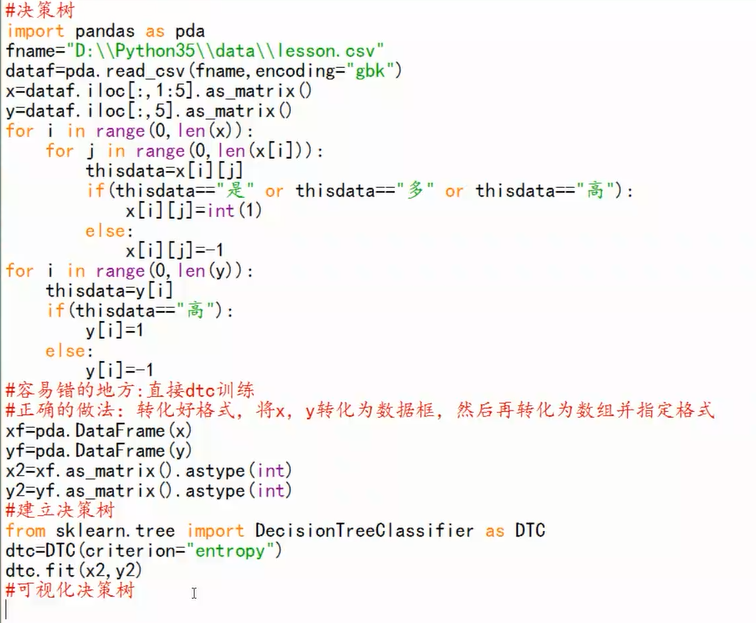 #决策树
import pandas as pda
fname="D:\\Python35\\data\\lesson.csv"
dataf=pda.read_csv(fname,encoding="gbk")
x=dataf.iloc[:,1:5].as_matrix()
y=dataf.iloc[:,5].as_matrix()
for i in range(0,len(x)):
    for j in range(0,len(x[i])):
        thisdata=x[i][j]
        if(thisdata=="是" or thisdata=="多" or thisdata=="高"):
            x[i][j]=int(1)
        else:
            x[i][j]=-1
for i in range(0,len(y)):
    thisdata=y[i]
    if(thisdata=="高"):
        y[i]=1
    else:
        y[i]=-1
#容易错的地方:直接dtc训练
#正确的做法：转化好格式，将x，y转化为数据框，然后再转化为数组并指定格式
xf=pda.DataFrame(x)
yf=pda.DataFrame(y)
x2=xf.as_matrix().astype(int)
y2=yf.as_matrix().astype(int)
#建立决策树
from sklearn.tree import DecisionTreeClassifier as DTC
dtc=DTC(criterion="entropy")
dtc.fit(x2,y2)
#可视化决策树